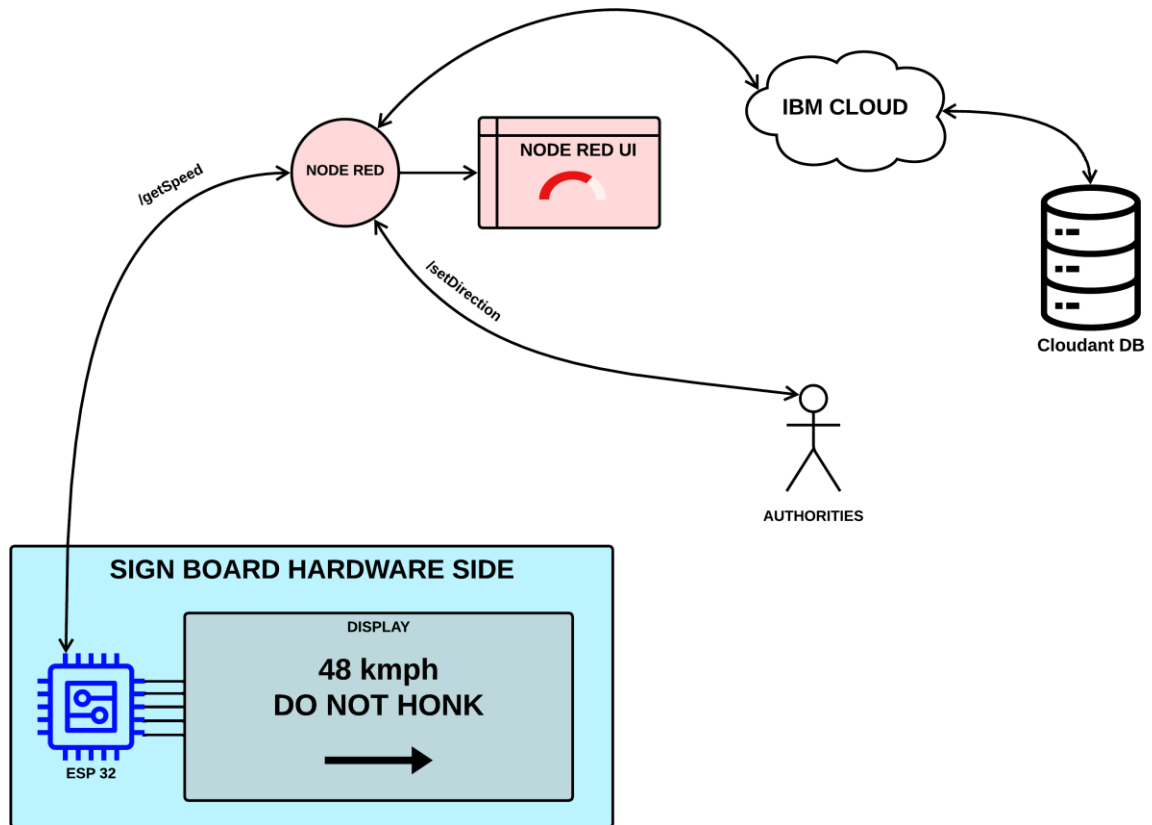 IBM CLOUD
NODE RED UI
NODE RED
/getSpeed
/setDirection
Cloudant DB
AUTHORITIES
SIGN BOARD HARDWARE SIDE
DISPLAY
48 kmph
DO NOT HONK
ESP 32